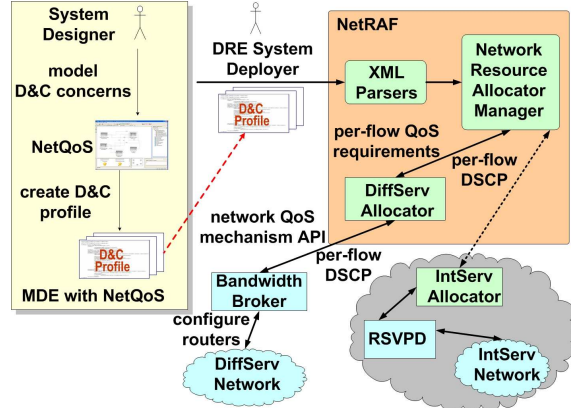 System
Designer
model
D&C concerns
NetQoS
create D&C
profile
D&C
Profile
MDE with NetQoS
DRE System
Deployer
D&C
Profile
NetRAF
XML
Parsers
Network
Resource
Allocator
Manager
per-flow QoS
requirements
per-flow
DSCP
DiffServ
Allocator
network QoS
mechanism API
per-flow
DSCP
Bandwidth
Broker
configure
routers
DiffServ
Network
IntServ
Allocator
RSVPD
IntServ
Network